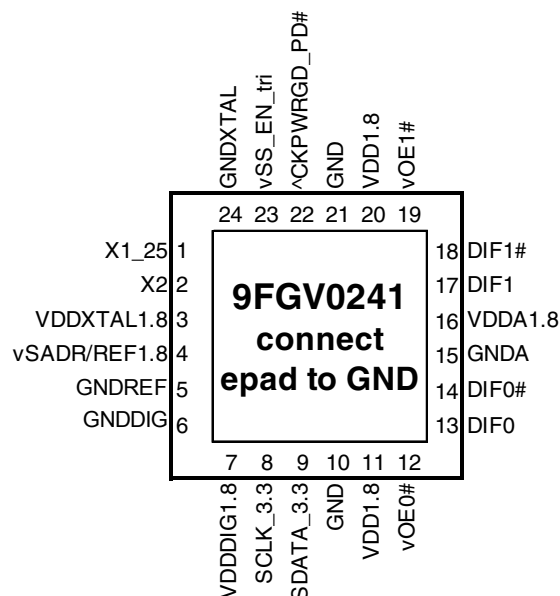 GNDXTAL
vSS_EN_tri
^CKPWRGD_PD#
GND
VDD1.8
vOE1#
24 23 22 21 20 19
X1_25 1
X2 2
VDDXTAL1.8 3
vSADR/REF1.8 4
GNDREF 5
GNDDIG 6
9FGV0241
connect
epad to GND
18 DIF1#
17 DIF1
16 VDDA1.8
15 GNDA
14 DIF0#
13 DIF0
7 8 9 10 11 12
VDDDIG1.8
SCLK_3.3
SDATA_3.3
GND
VDD1.8
vOE0#